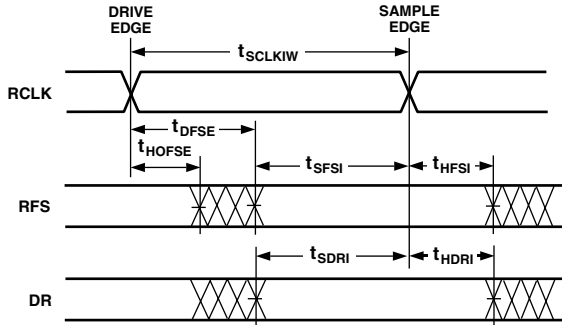 DRIVE
EDGE
SAMPLE
EDGE
tSCLKIW
RCLK
tDFSE
tHOFSE
tSFSI
tHFSI
RFS
tSDRI
tHDRI
DR